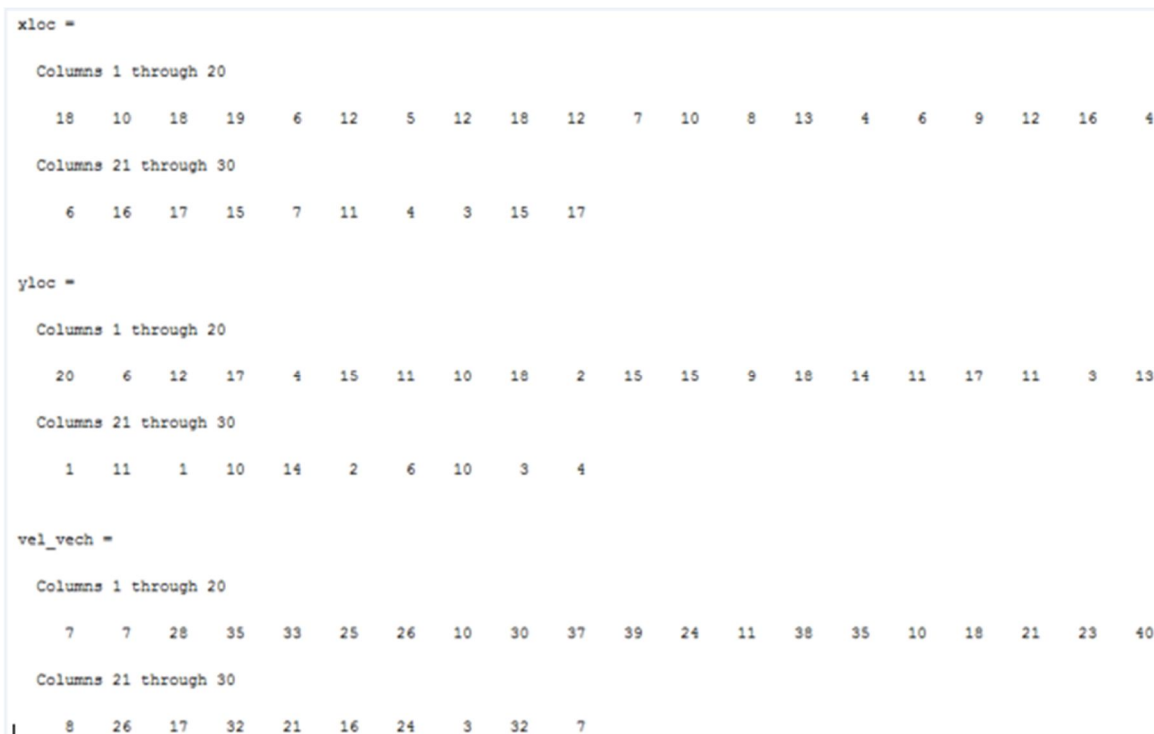 xloc =
Columns 1 through 20
18 10 18 19 6 12 5 12 18 12 7 10 8 13 4 6 9 12 16 4
Columns 21 through 30
6 16 17 15 7 11 4 3 15 17
yloc =
Columns 1 through 20
20 6 12 17 4 15 11 10 18 2 15 15 9 18 14 11 17 11 3 13
Columns 21 through 30
1 11 1 10 14 2 6 10 3 4
vel_vech =
Columns 1 through 20
7 7 28 35 33 25 26 10 30 37 39 24 11 38 35 10 18 21 23 40
Columns 21 through 30
8 26 17 32 21 16 24 3 32 7